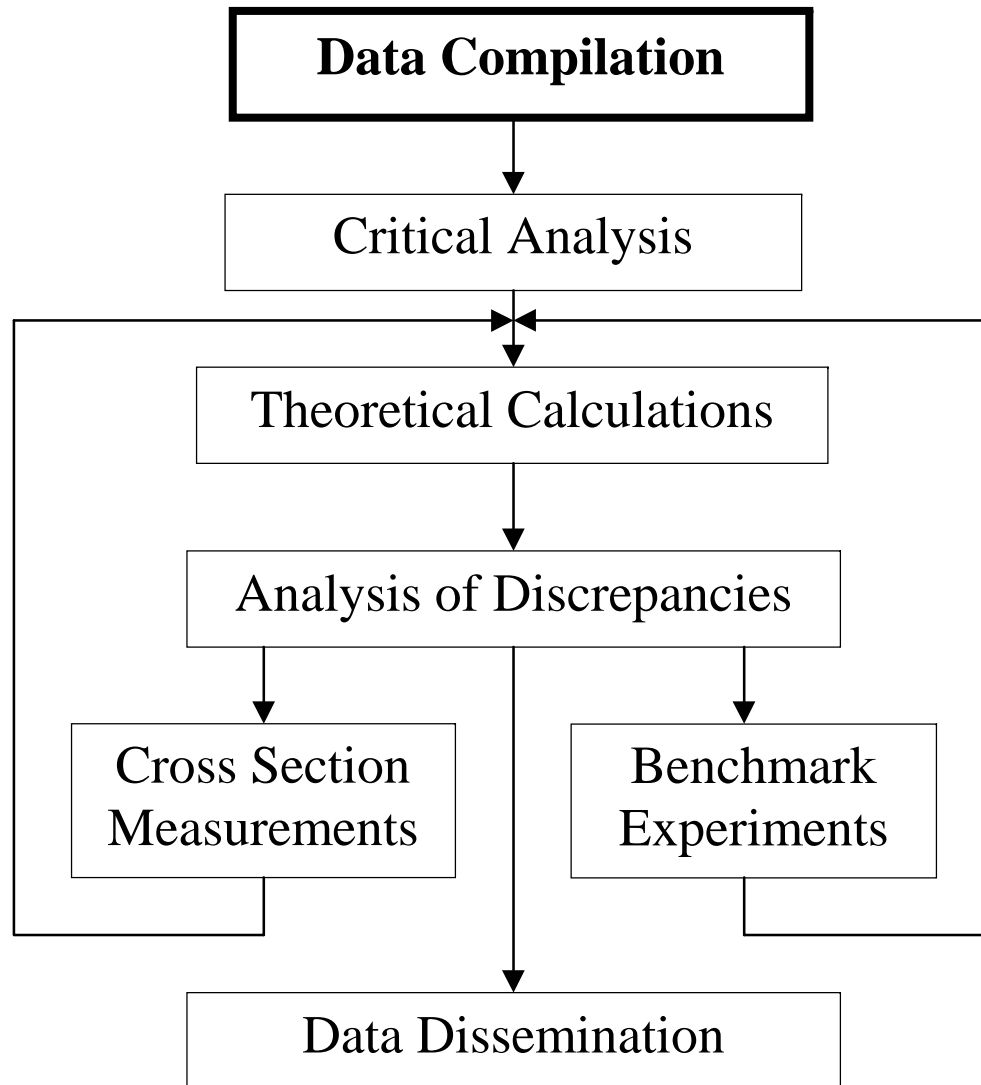 Data Compilation
Critical Analysis
Theoretical Calculations
Analysis of Discrepancies
Cross Section
Measurements
Benchmark
Experiments
Data Dissemination